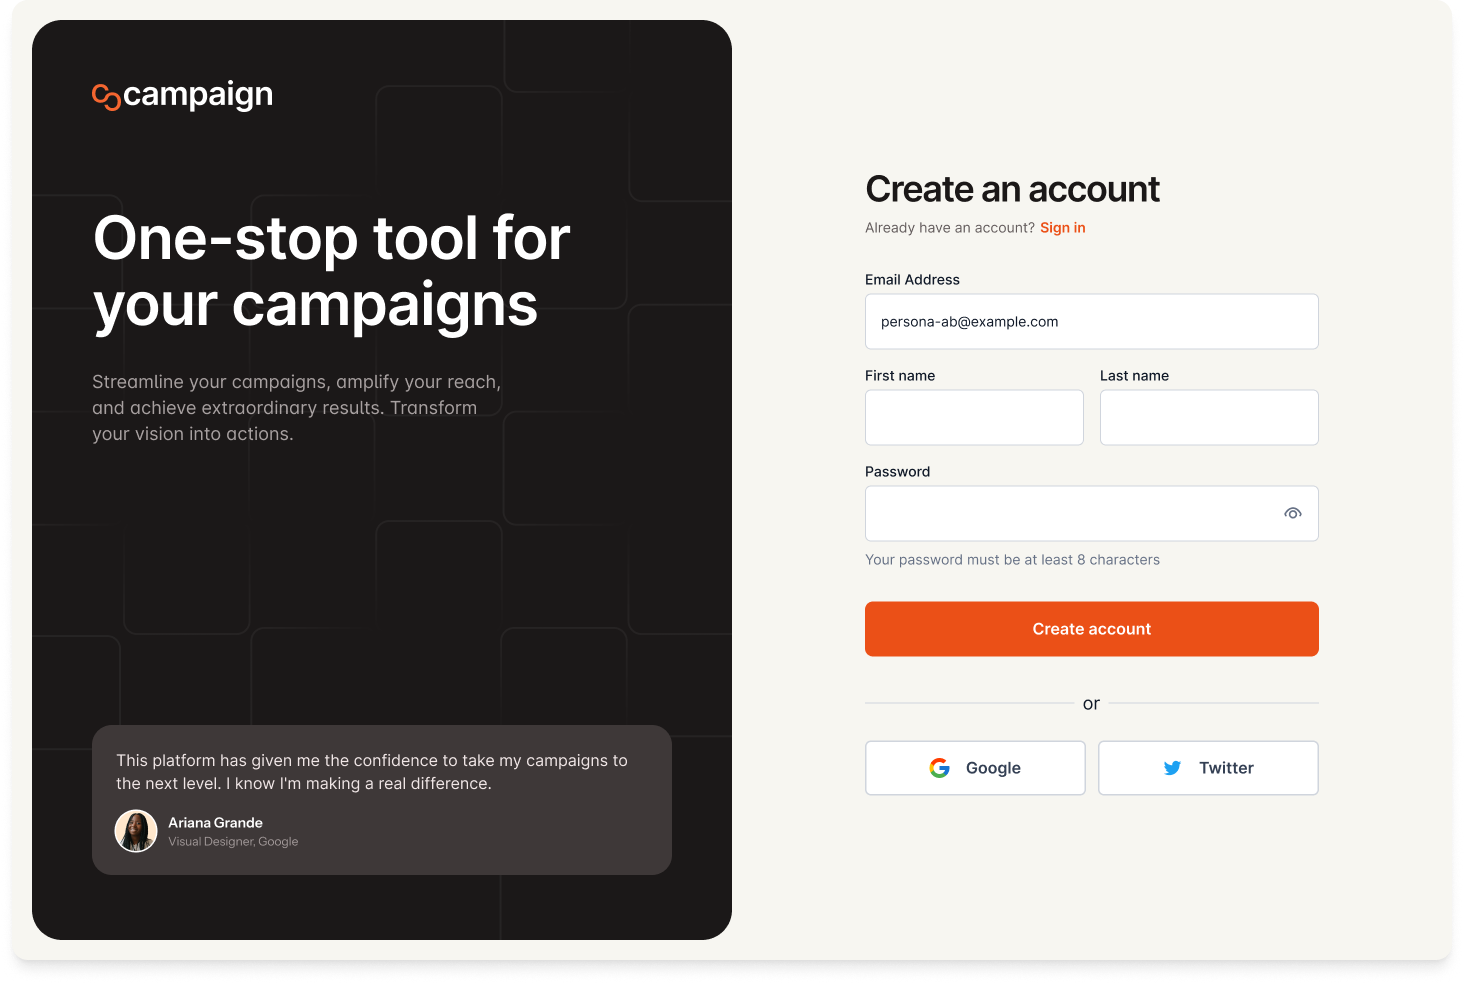 campaign
One-stop tool for
your campaigns
Streamline your campaigns, amplify your reach,
and achieve extraordinary results. Transform
your vision into actions.
This platform has given me the confidence to take my campaigns to
the next level. I know I'm making a real difference.
Ariana Grande
Visual Designer, Google
Create an account
Already have an account? Sign in
Email Address
persona-ab@example.com
First name
Last name
Password
Your password must be at least 8 characters
Create account
or
Google
Twitter